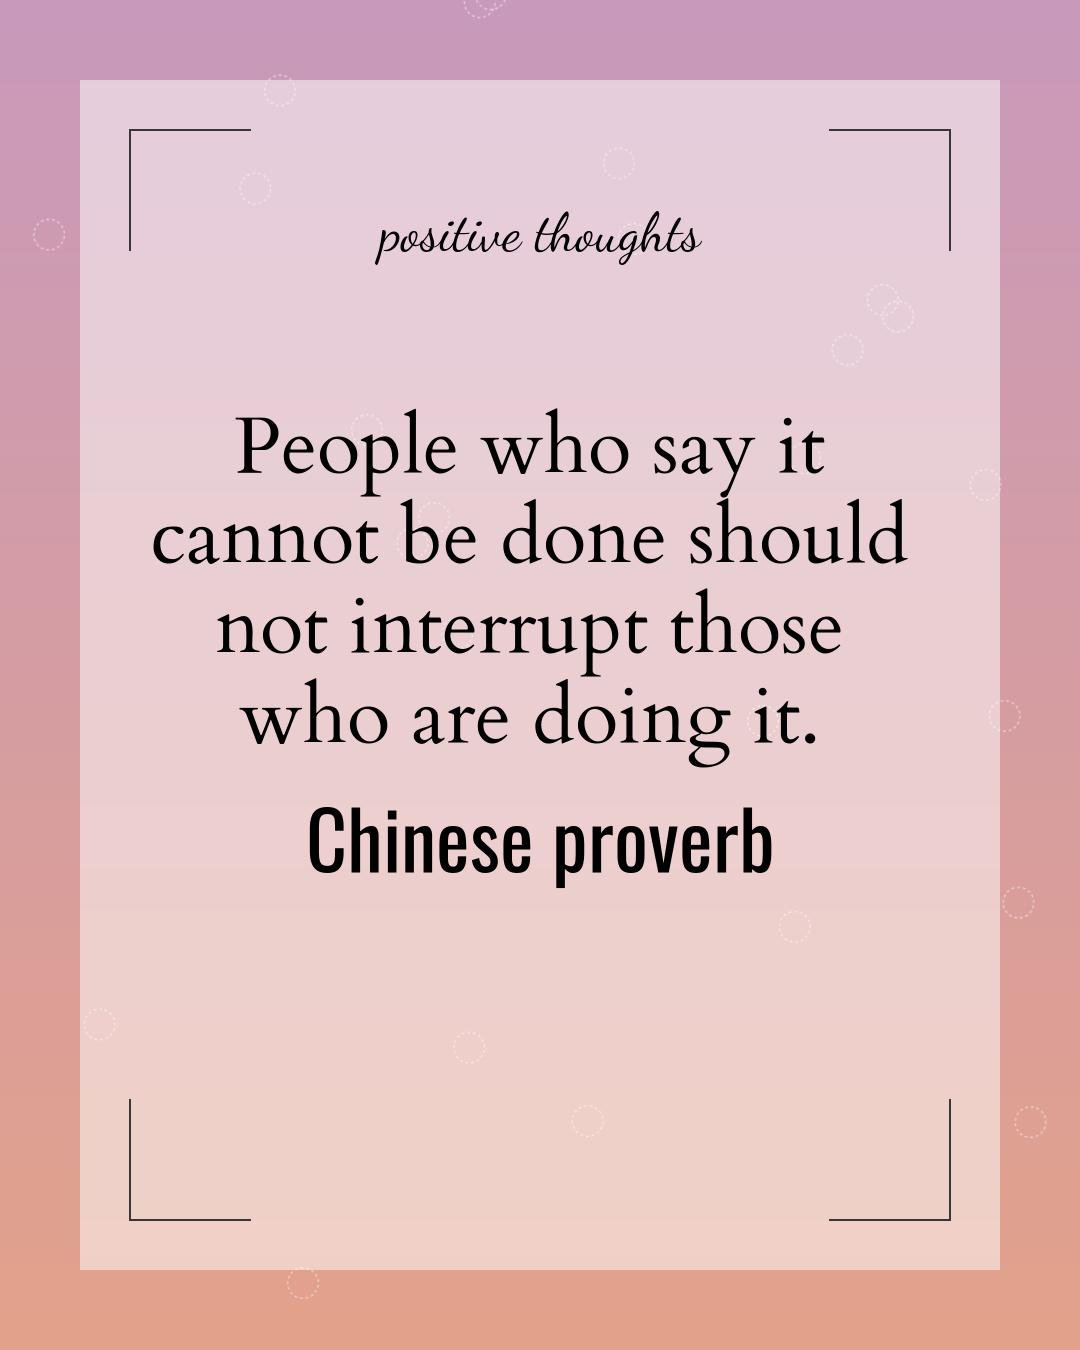 positive thoughts
People who say it
cannot be done should
not interrupt those
who are doing it.
Chinese proverb